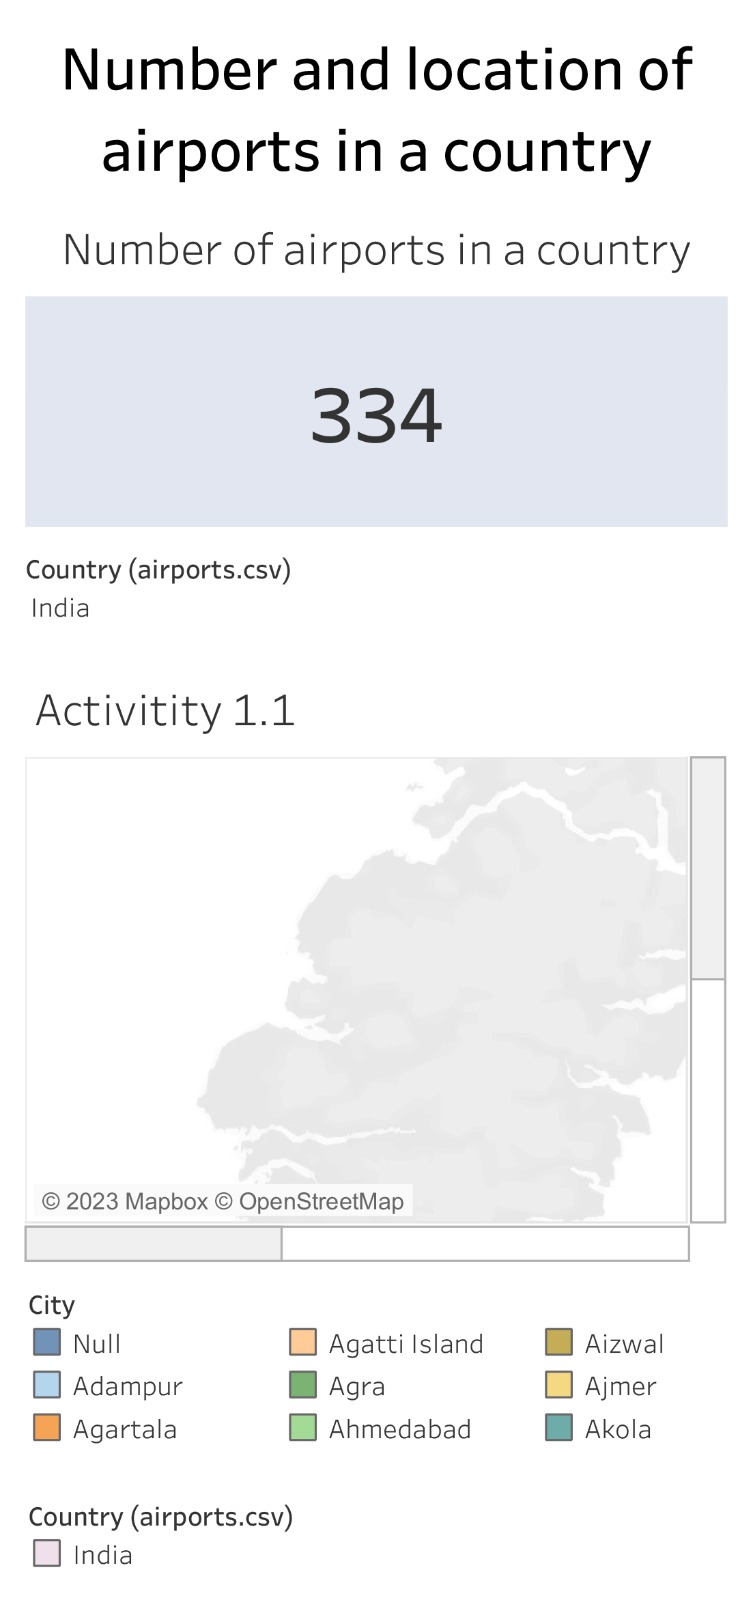 Number and location of
airports in a country
Number of airports in a country
334
Country (airports.csv)
India
Activitity 1.1
© 2023 Mapbox © OpenStreetMap
City
Null
Agatti Island
Aizwal
Adampur
Agra
Ajmer
Agartala
Ahmedabad
Akola
Country (airports.csv)
India